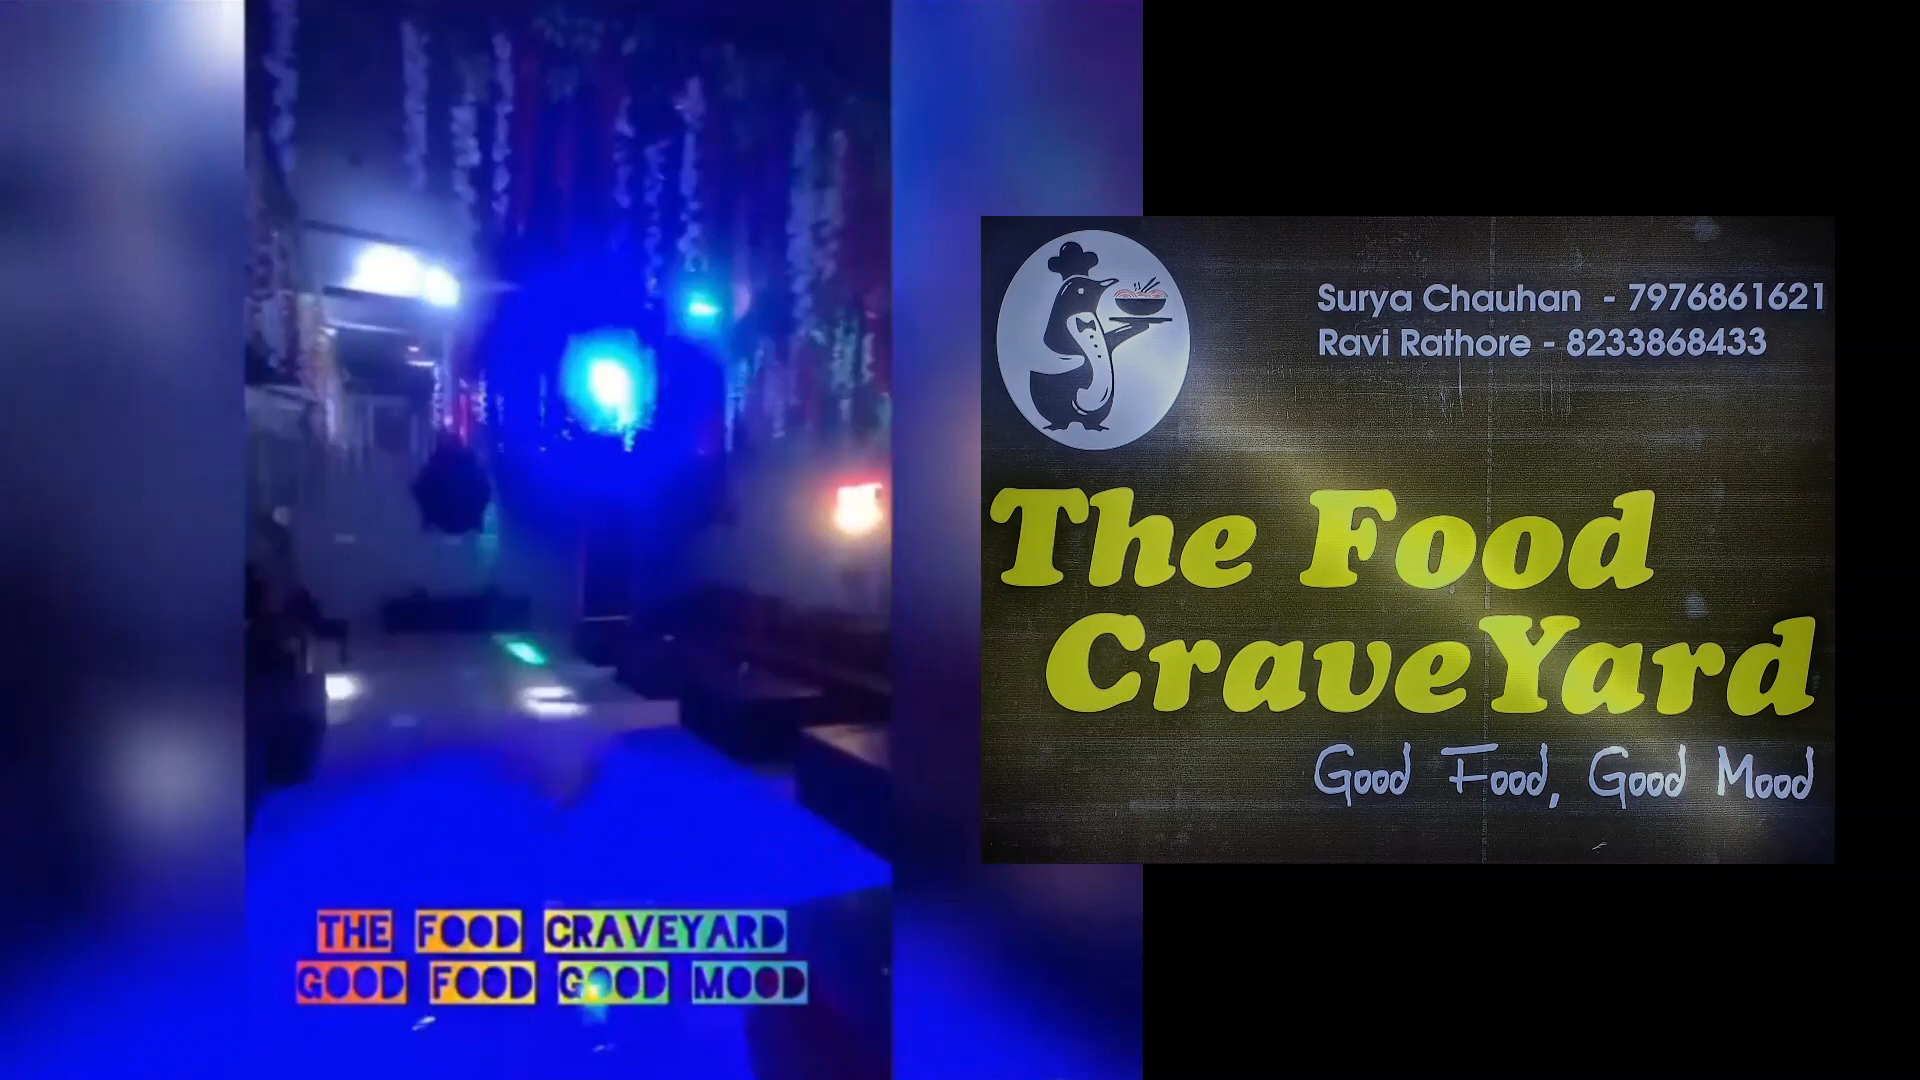 THE FOOD CRAVEYARD
GOOD FOOD GOOD MOOD
Surya Chauhan - 7976861621
Ravi Rathore - 8233868433
The Food
CraveYard
Good Food, Good Mood